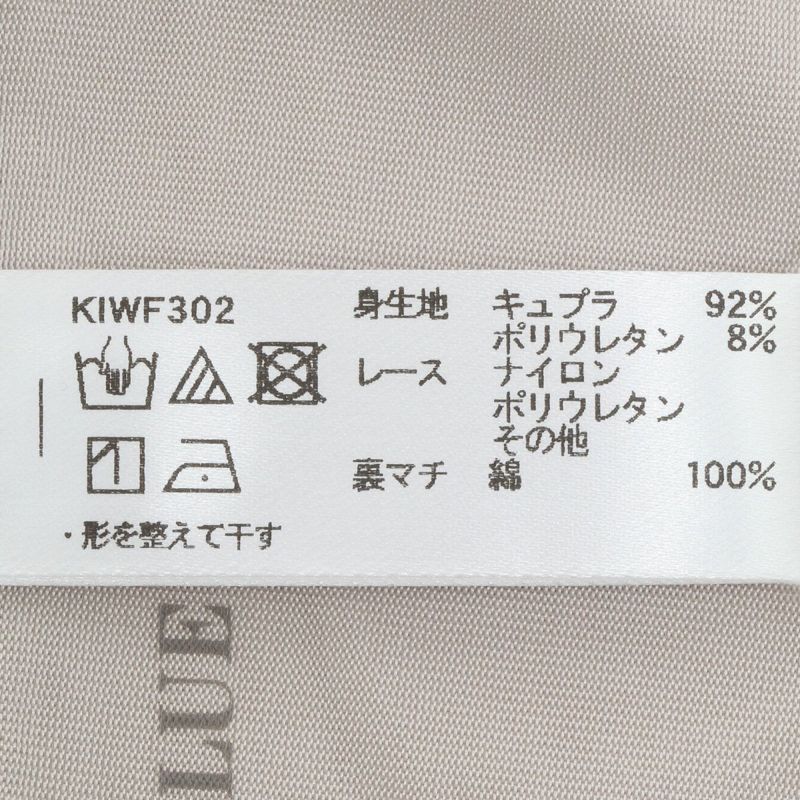 KIWF302
・形を整えて干す
身生地 キュプラ 92%
ポリウレタン 8%
レース ナイロン
ポリウレタン
その他
裏マチ 綿 100%
LUE